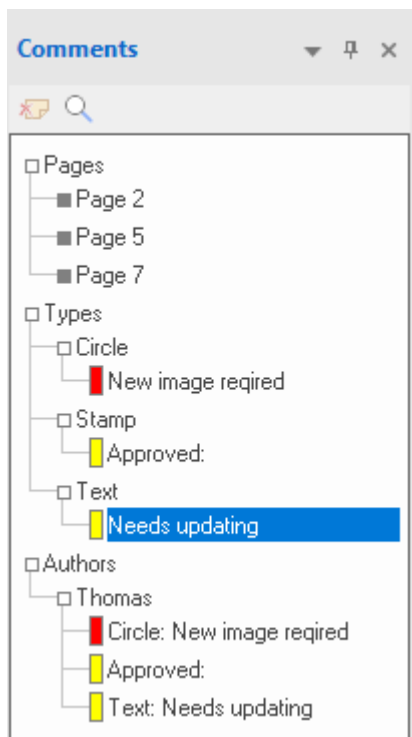 Comments
Pages
Page 2
Page 5
Page 7
Types
Circle
New image reqired
Stamp
Approved:
Text
Needs updating
Authors
Thomas
Circle: New image reqired
Approved:
Text: Needs updating